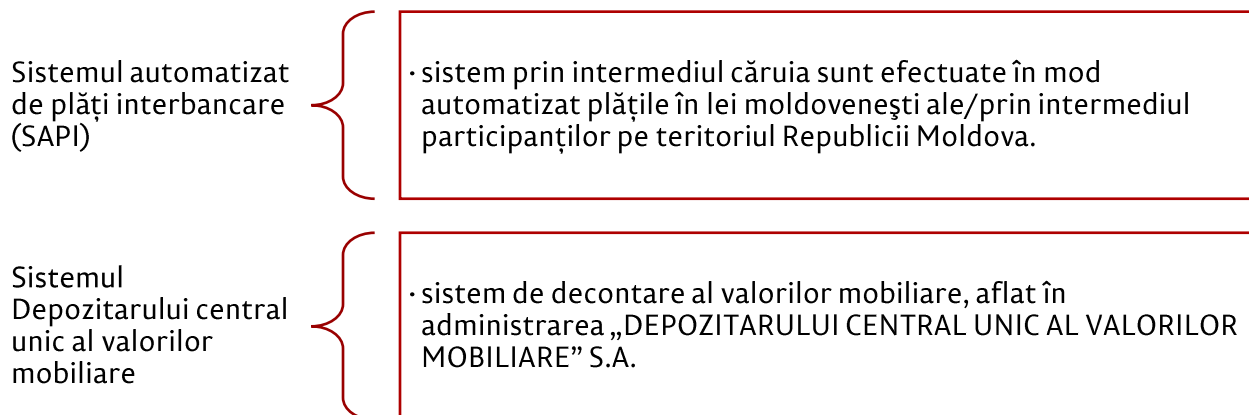 Sistemul automatizat
de plăți interbancare
(SAPI)
· sistem prin intermediul căruia sunt efectuate în mod
automatizat plățile în lei moldoveneşti ale/prin intermediul
participanților pe teritoriul Republicii Moldova.
Sistemul
Depozitarului central
unic al valorilor
mobiliare
· sistem de decontare al valorilor mobiliare, aflat în
administrarea „DEPOZITARULUI CENTRAL UNIC AL VALORILOR
MOBILIARE” S.A.